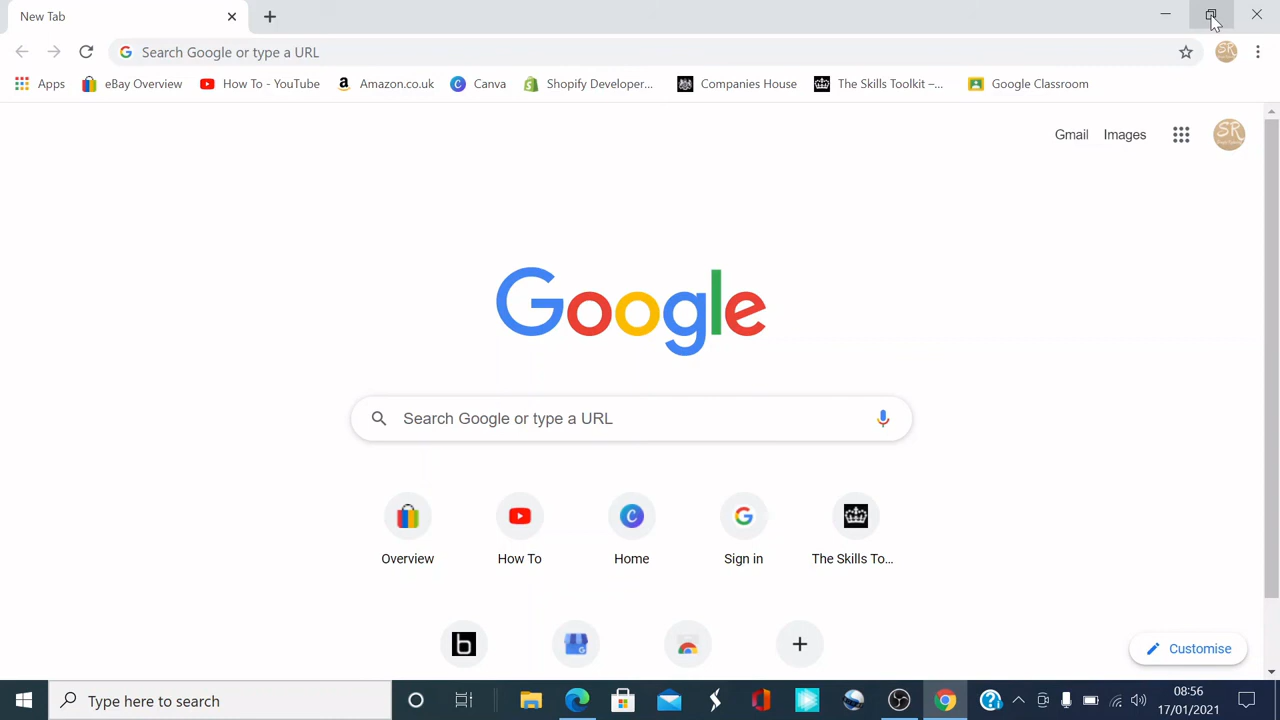 New Tab
Search Google or type a URL
Apps eBay Overview How To - YouTube Amazon.co.uk Canva Shopify Developer... Companies House The Skills Toolkit –... Google Classroom
Gmail Images SR
Google
Search Google or type a URL
Overview How To Home Sign in The Skills To...
Customise
Type here to search 08:56
17/01/2021